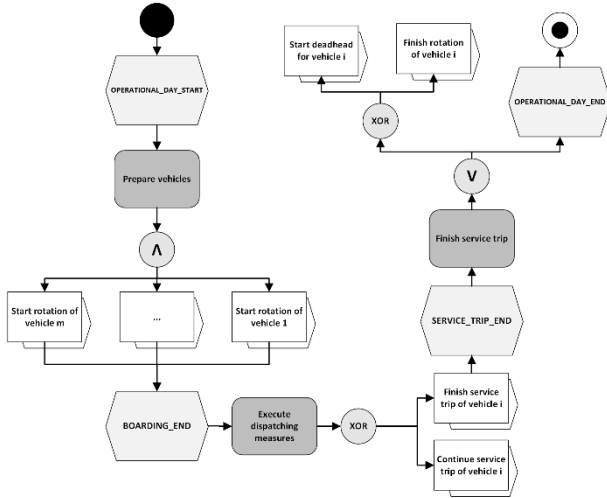 OPERATIONAL_DAY_START
Prepare vehicles
Λ
Start rotation of
vehicle m
...
Start rotation of
vehicle 1
BOARDING_END
Execute
dispatching
measures
XOR
Finish service
trip of vehicle i
Continue service
trip of vehicle i
SERVICE_TRIP_END
Finish service trip
V
XOR
Start deadhead
for vehicle i
Finish rotation
of vehicle i
OPERATIONAL_DAY_END